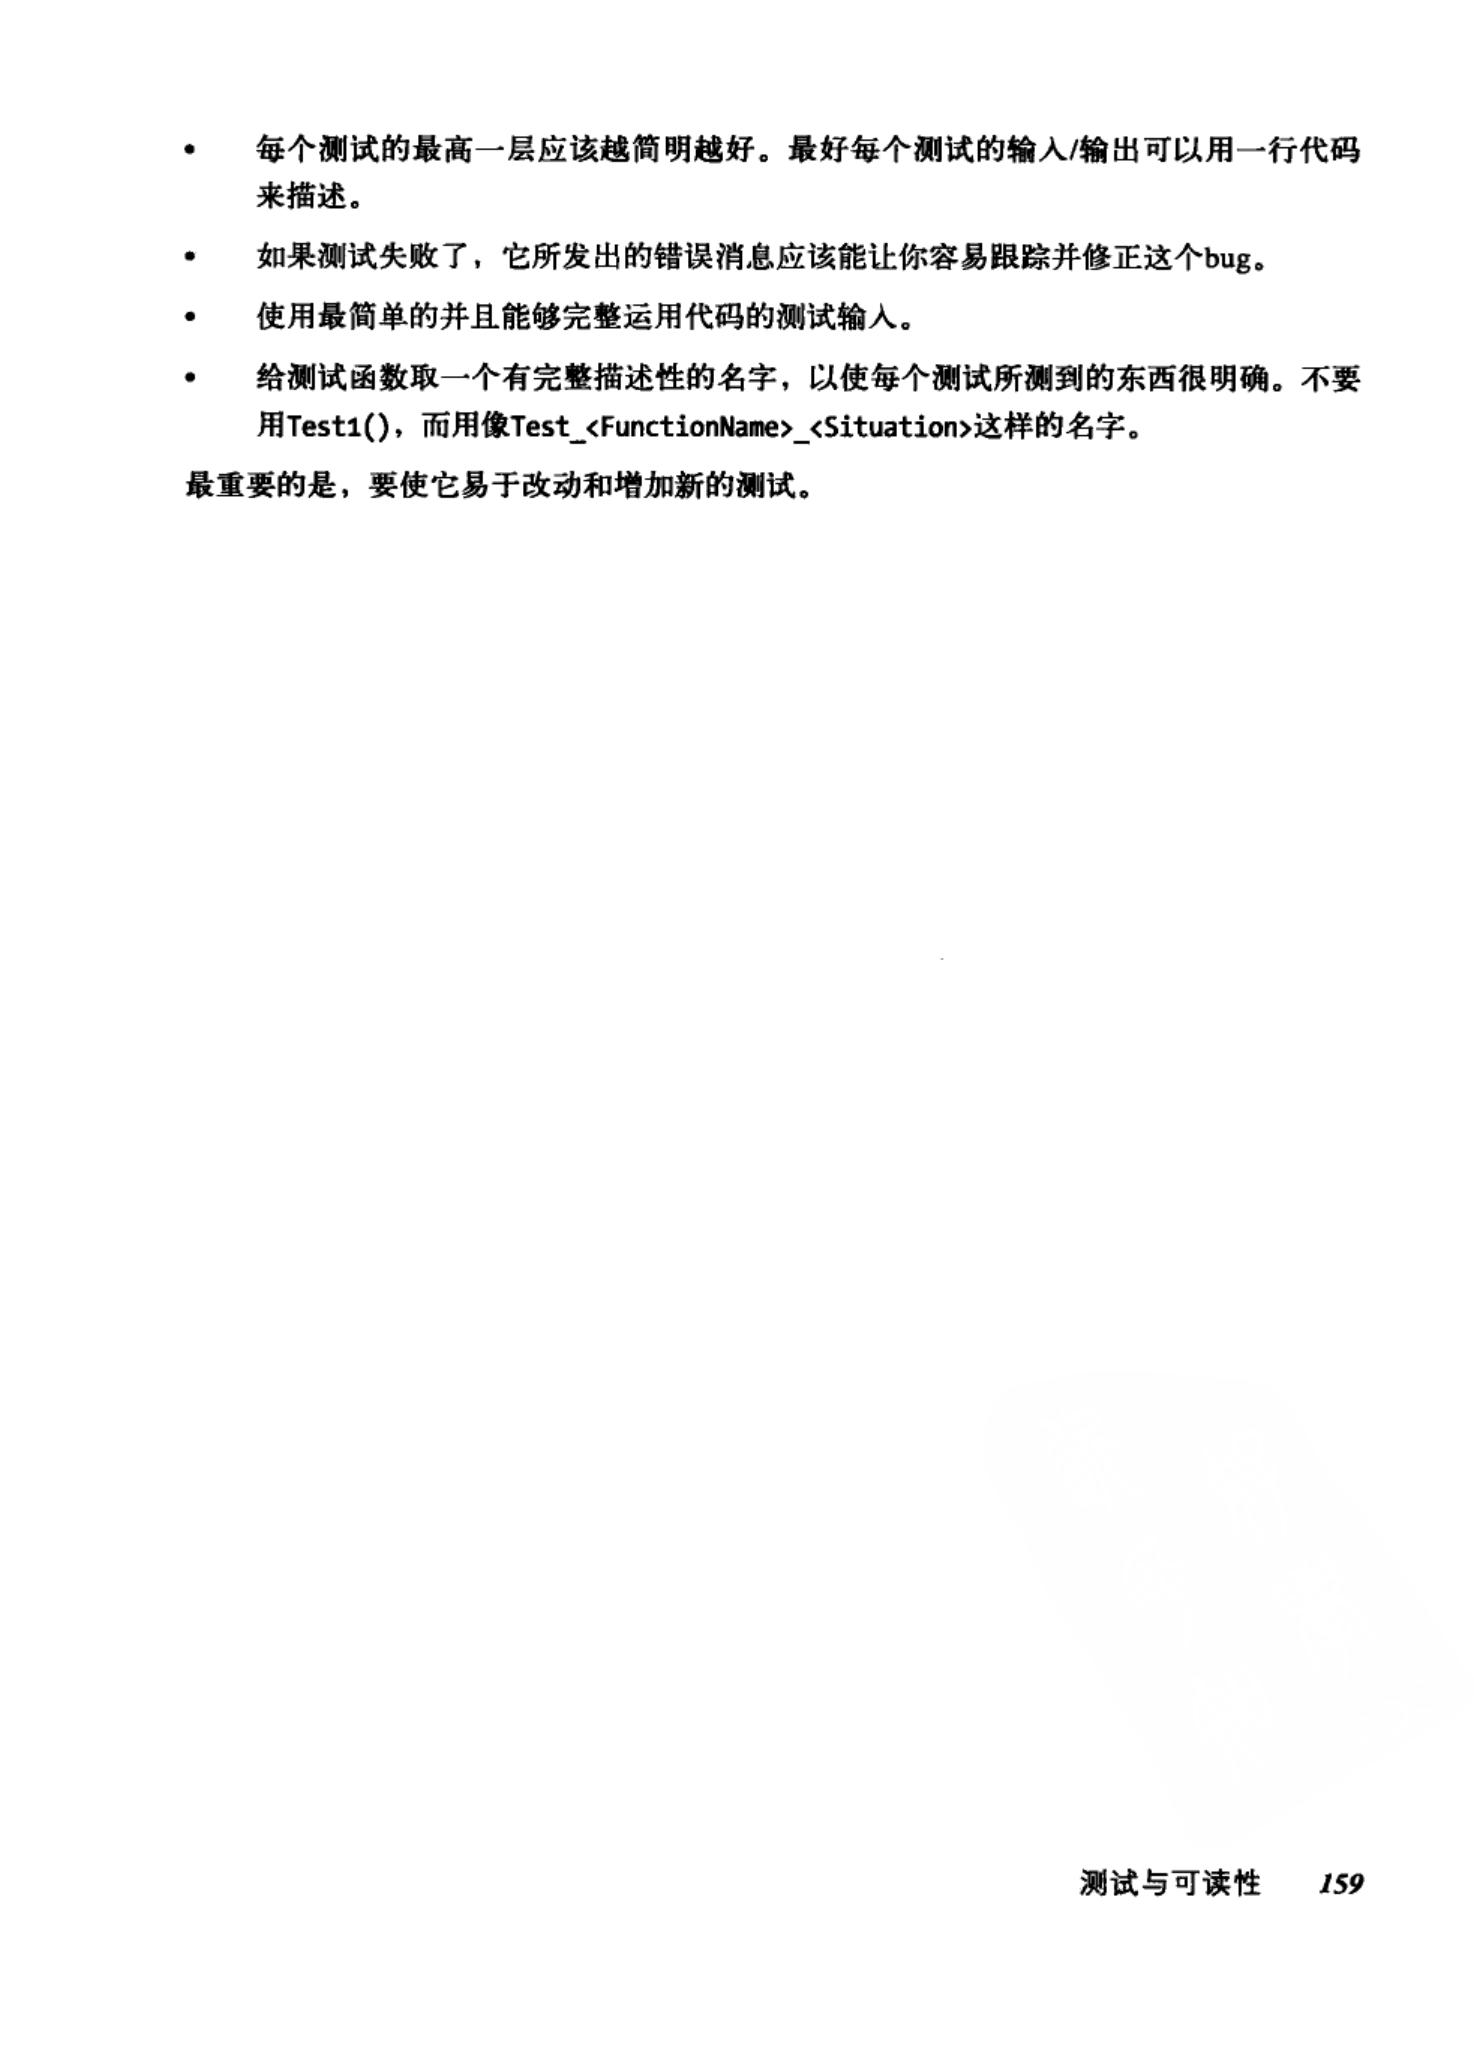 • 每个测试的最高一层应该越简明越好。最好每个测试的输入/输出可以用一行代码
来描述。
• 如果测试失败了，它所发出的错误消息应该能让你容易跟踪并修正这个bug。
• 使用最简单的并且能够完整运用代码的测试输入。
• 给测试函数取一个有完整描述性的名字，以使每个测试所测到的东西很明确。不要
用Test1()，而用像Test_<FunctionName>_<Situation>这样的名字。
最重要的是，要使它易于改动和增加新的测试。
测试与可读性 159